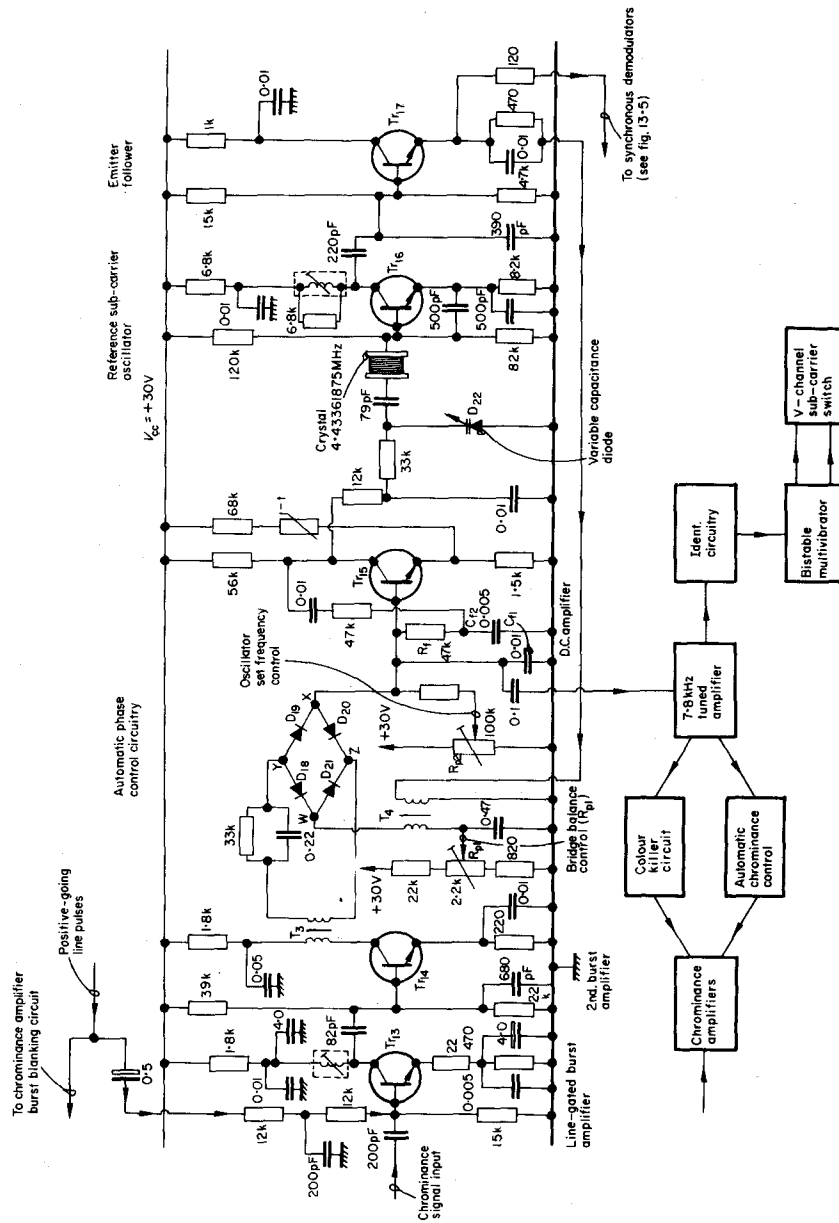 To chrominance amplifier
burst blanking circuit
Positive-going
line pulses
Automatic phase
control circuitry
Vcc = +30V
Reference sub-carrier
oscillator
Emitter
follower
0·5
12k
200pF
12k
200pF
Chrominance
signal input
15k
1·8k
0·01
4·0
Tr13
22
470
4·0
0·005
Line-gated burst
amplifier
82pF
39k
2·2k
680
pF
1·8k
0·05
T3
Tr14
220
0·01
2nd. burst
amplifier
33k
0·22
D18
D19
D20
D21
W
X
Y
Z
+30V
22k
2·2k
Rp1
820
T4
0·47
Bridge balance
control (Rp1)
+30V
Rp2
100k
Oscillator
set frequency
control
0·1
0·01
Cf1
Cf2
0·005
Rf
47k
47k
0·01
56k
Tr15
1·5k
D.C. amplifier
68k
-t
12k
0·01
33k
D22
Variable capacitance
diode
79pF
Crystal
4·43361875MHz
120k
82k
0·01
6·8k
6·8k
Tr16
500pF
500pF
8·2k
220pF
390
pF
15k
4·7k
1k
0·01
Tr17
0·01
470
120
To synchronous demodulators
(see fig. 13·5)
Chrominance
amplifiers
Colour
killer
circuit
Automatic
chrominance
control
7·8kHz
tuned
amplifier
Ident.
circuitry
Bistable
multivibrator
V-channel
sub-carrier
switch